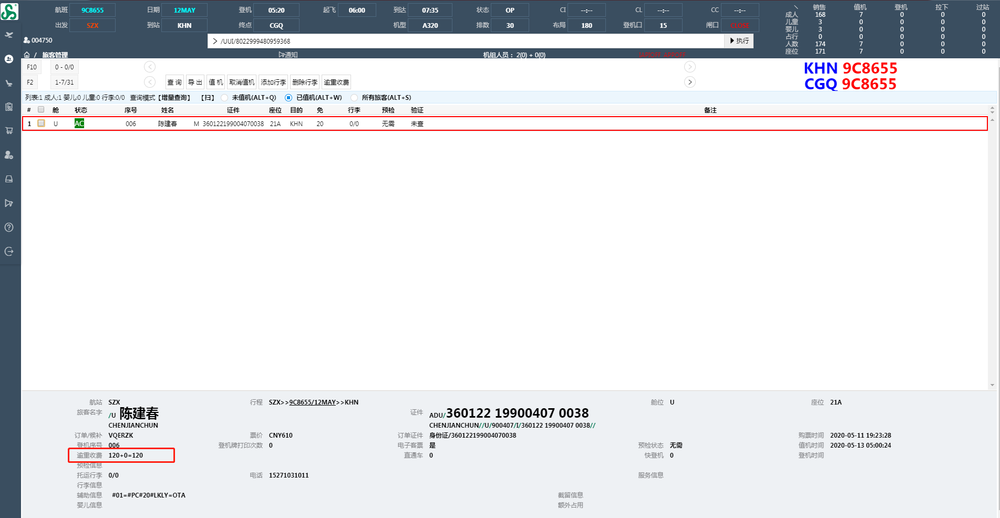 航班 9C8655 日期 12MAY 登机 05:20 起飞 06:00 到达 07:35 状态 OP CI --:-- CL --:-- CC --:--
出发 SZX 到站 KHN 终点 CGQ 机型 A320 排数 30 布局 180 登机口 15 闸口 CLOSE
＼ 销售 值机 登机 拉下 过站
成人 168 7 0 0 0
儿童 3 0 0 0 0
婴儿 3 0 0 0 0
占行 0 0 0 0 0
人数 174 7 0 0 0
座位 171 7 0 0 0
004750
> /UUI/8022999480959368 执行
/ 旅客管理 通知 机组人员： 2(0) + 0(0)
F10 0 - 0/0
F2 1-7/31 查 询 导 出 值 机 取消值机 添加行李 删除行李 逾重收费
KHN 9C8655
CGQ 9C8655
列表:1 成人:1 婴儿:0 儿童:0 行李:0/0 查询模式【增量查询】 【扫】 未值机(ALT+Q) 已值机(ALT+W) 所有旅客(ALT+S)
# 舱 状态 序号 姓名 证件 座位 目的 免 行李 预检 验证 备注
1 U AC 006 陈建春 M 360122199004070038 21A KHN 20 0/0 无需 未查
航站 SZX 行程 SZX>>9C8655/12MAY>>KHN 舱位 U 座位 21A
旅客名字 /U 陈建春 证件 ADU/360122 19900407 0038
CHENJIANCHUN CHENJIANCHUN//U/900407/I/360122 19900407 0038//
订单/候补 VQERZK 票价 CNY610 订单证件 身份证/360122199004070038 购票时间 2020-05-11 19:23:28
登机序号 006 登机牌打印次数 0 电子客票 是 预检状态 无需 值机时间 2020-05-13 05:00:24
逾重收费 120+0=120 直通车 0 快登机 0 登机时间
预检信息
托运行李 0/0 电话 15271031011 服务信息
行李信息
辅助信息 #01=#PC#20#LKLY=OTA 截留信息
婴儿信息 额外占用